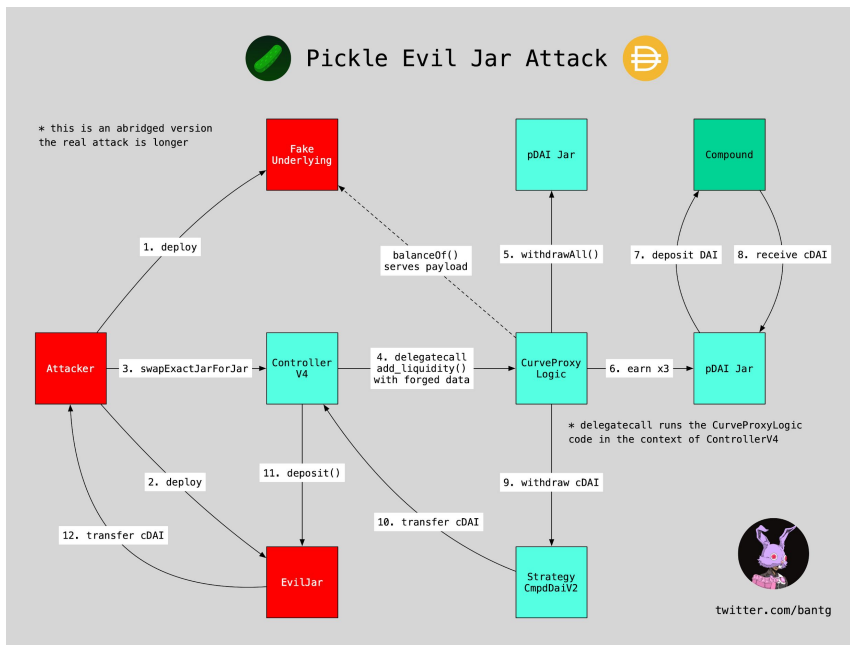 Pickle Evil Jar Attack
* this is an abridged version
the real attack is longer
Fake
Underlying
pDAI Jar
Compound
1. deploy
balanceOf()
serves payload
5. withdrawAll()
7. deposit DAI
8. receive cDAI
Attacker
3. swapExactJarForJar
Controller
V4
4. delegatecall
add_liquidity()
with forged data
CurveProxy
Logic
6. earn x3
pDAI Jar
* delegatecall runs the CurveProxyLogic
code in the context of ControllerV4
2. deploy
11. deposit()
9. withdraw cDAI
10. transfer cDAI
12. transfer cDAI
EvilJar
Strategy
CmpdDaiV2
twitter.com/bantg